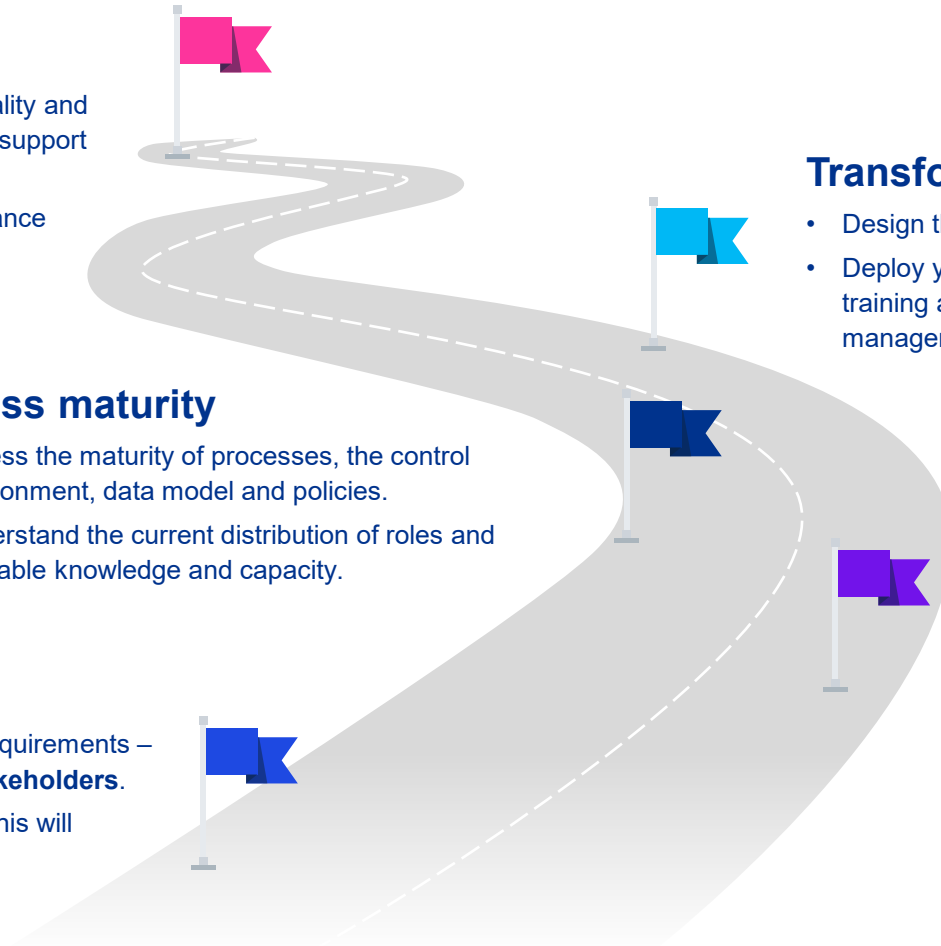 ality and
support
ance
Transfo
• Design t
• Deploy y
training a
manager
ss maturity
ess the maturity of processes, the control
onment, data model and policies.
erstand the current distribution of roles and
able knowledge and capacity.
quirements –
keholders.
his will